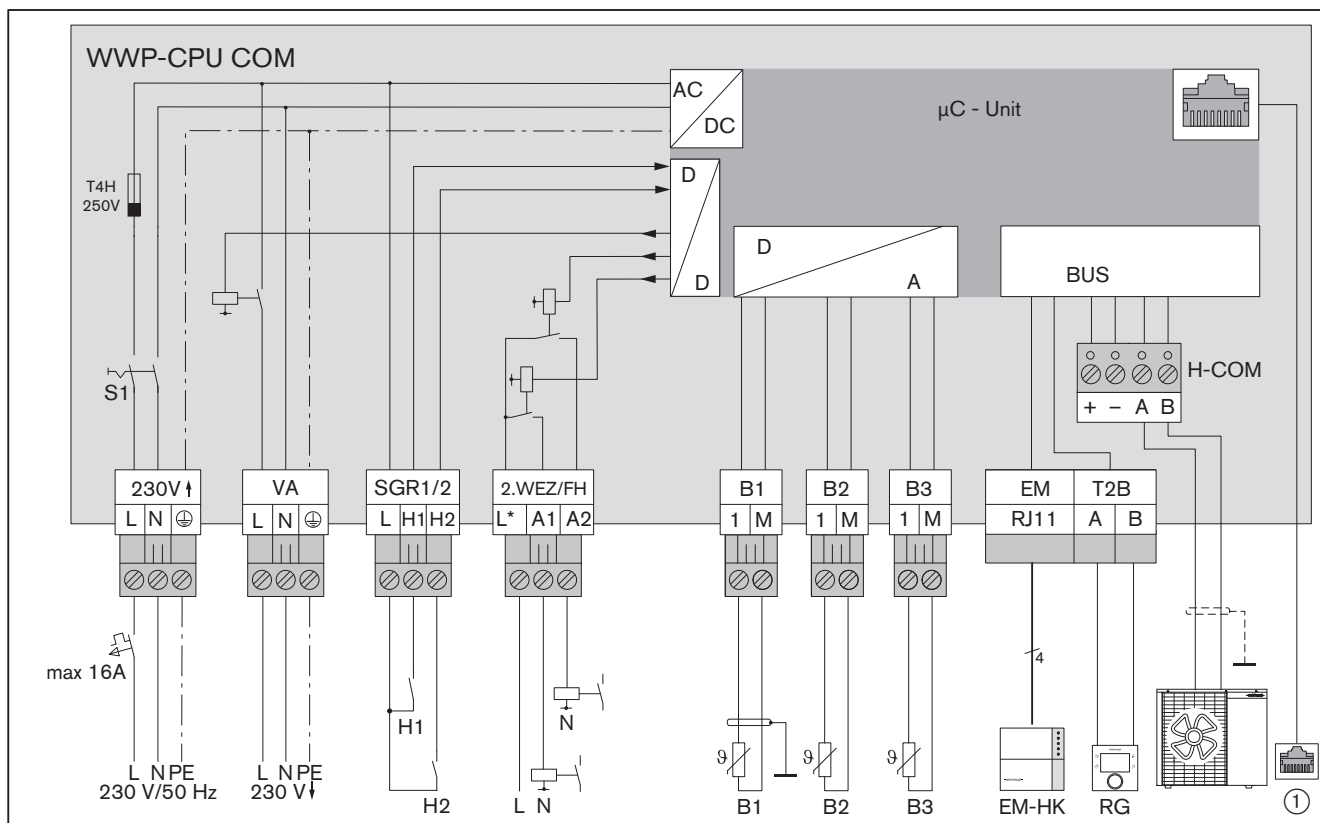 WWP-CPU COM
AC
DC
µC - Unit
T4H
250V
D
D
D
A
BUS
S1
H-COM
+ − A B
230V
VA
SGR1/2
2.WEZ/FH
B1
B2
B3
EM
T2B
L N
L N
L H1 H2
L* A1 A2
1 M
1 M
1 M
RJ11
A
B
max 16A
4
H1
N
H2
N
L N PE
230 V/50 Hz
L N PE
230 V
L N
ϑ
ϑ
ϑ
B1
B2
B3
EM-HK
RG
1